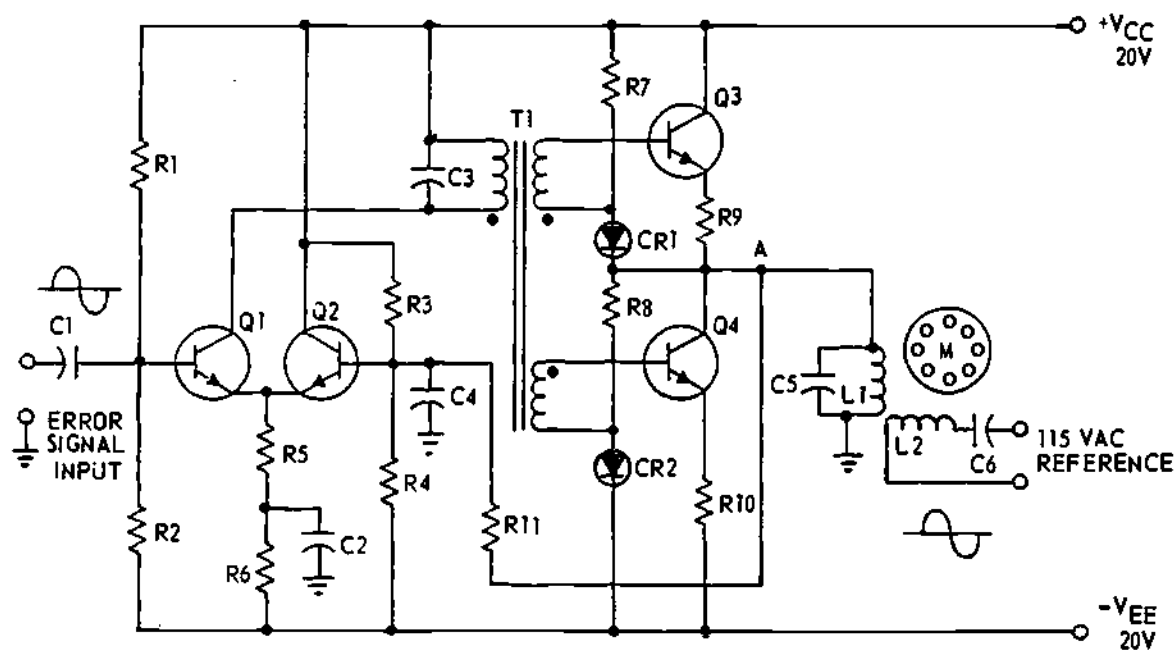 +VCC
20V
R7
Q3
T1
R1
C3
R9
CR1
A
R3
R8
Q1
Q2
Q4
C1
M
C5
L1
C4
ERROR
SIGNAL
INPUT
L2
C6
115 VAC
REFERENCE
R5
CR2
R4
R11
R10
R2
C2
R6
-VEE
20V